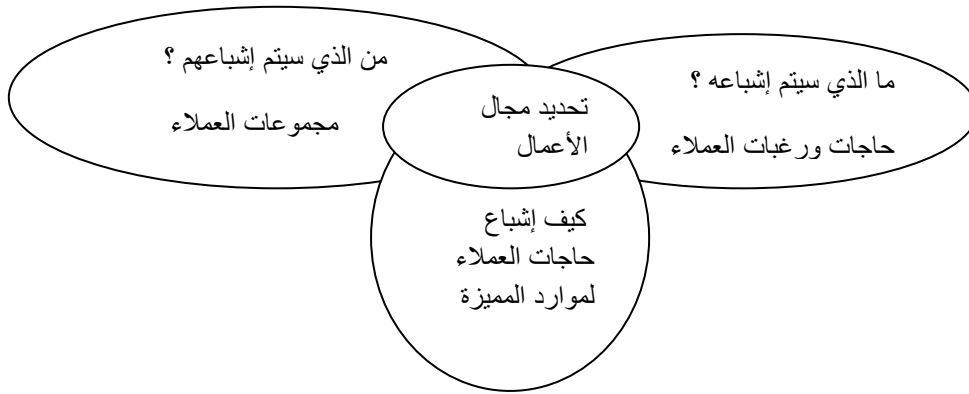 ما الذي سيتم إشباعه ؟
حاجات ورغبات العملاء
من الذي سيتم إشباعهم ؟
مجموعات العملاء
تحديد مجال
الأعمال
كيف إشباع
حاجات العملاء
لموارد المميزة